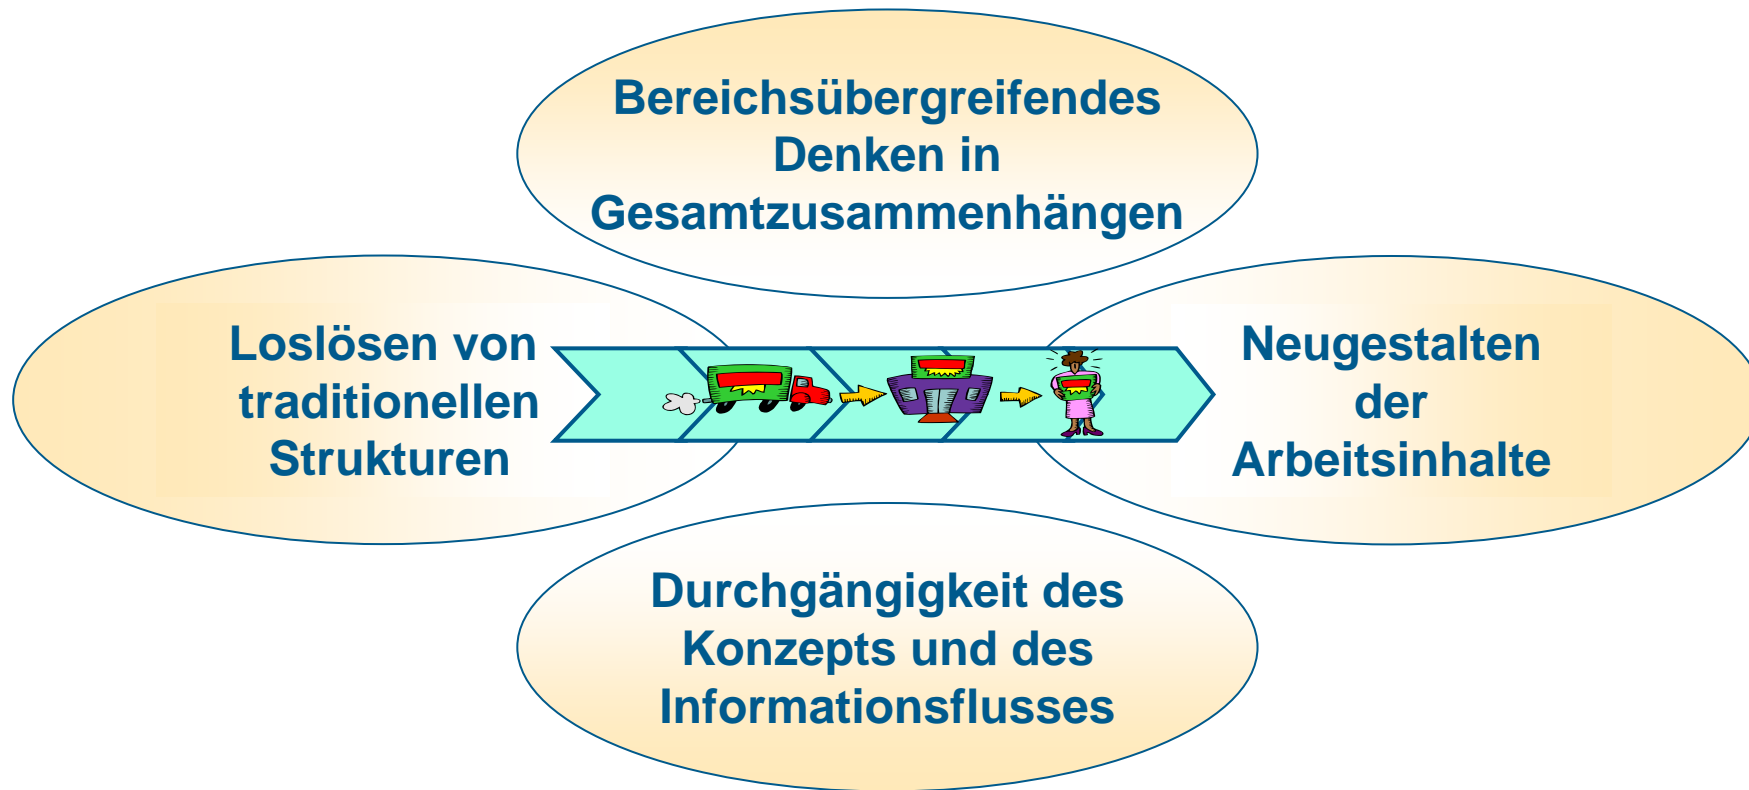 Bereichsübergreifendes
Denken in
Gesamtzusammenhängen
Loslösen von
traditionellen
Strukturen
Neugestalten
der
Arbeitsinhalte
Durchgängigkeit des
Konzepts und des
Informationsflusses